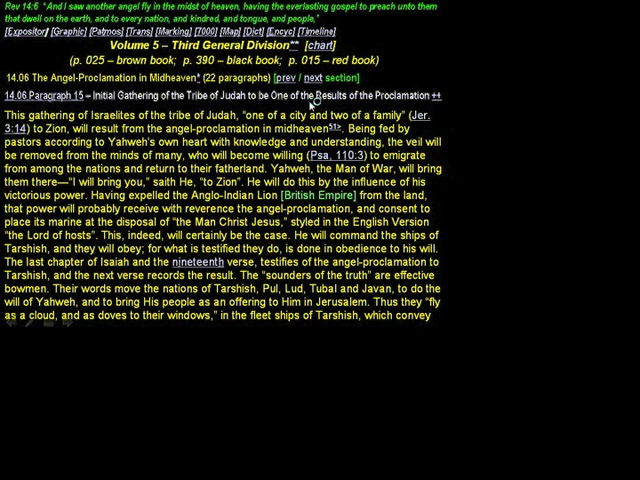 Rev 14:6 "And I saw another angel fly in the midst of heaven, having the everlasting gospel to preach unto them
that dwell on the earth, and to every nation, and kindred, and tongue, and people,"
[Expositor] [Graphic] [Patmos] [Trans] [Marking] [7000] [Map] [Dict] [Encyc] [Timeline]
Volume 5 – Third General Division** [chart]
(p. 025 – brown book; p. 390 – black book; p. 015 – red book)
14.06 The Angel-Proclamation in Midheaven* (22 paragraphs) [prev / next section]
14.06 Paragraph 15 – Initial Gathering of the Tribe of Judah to be One of the Results of the Proclamation ++
This gathering of Israelites of the tribe of Judah, "one of a city and two of a family" (Jer.
3:14) to Zion, will result from the angel-proclamation in midheaven51>. Being fed by
pastors according to Yahweh's own heart with knowledge and understanding, the veil will
be removed from the minds of many, who will become willing (Psa, 110:3) to emigrate
from among the nations and return to their fatherland. Yahweh, the Man of War, will bring
them there—"I will bring you," saith He, "to Zion". He will do this by the influence of his
victorious power. Having expelled the Anglo-Indian Lion [British Empire] from the land,
that power will probably receive with reverence the angel-proclamation, and consent to
place its marine at the disposal of "the Man Christ Jesus," styled in the English Version
"the Lord of hosts". This, indeed, will certainly be the case. He will command the ships of
Tarshish, and they will obey; for what is testified they do, is done in obedience to his will.
The last chapter of Isaiah and the nineteenth verse, testifies of the angel-proclamation to
Tarshish, and the next verse records the result. The "sounders of the truth" are effective
bowmen. Their words move the nations of Tarshish, Pul, Lud, Tubal and Javan, to do the
will of Yahweh, and to bring His people as an offering to Him in Jerusalem. Thus they "fly
as a cloud, and as doves to their windows," in the fleet ships of Tarshish, which convey